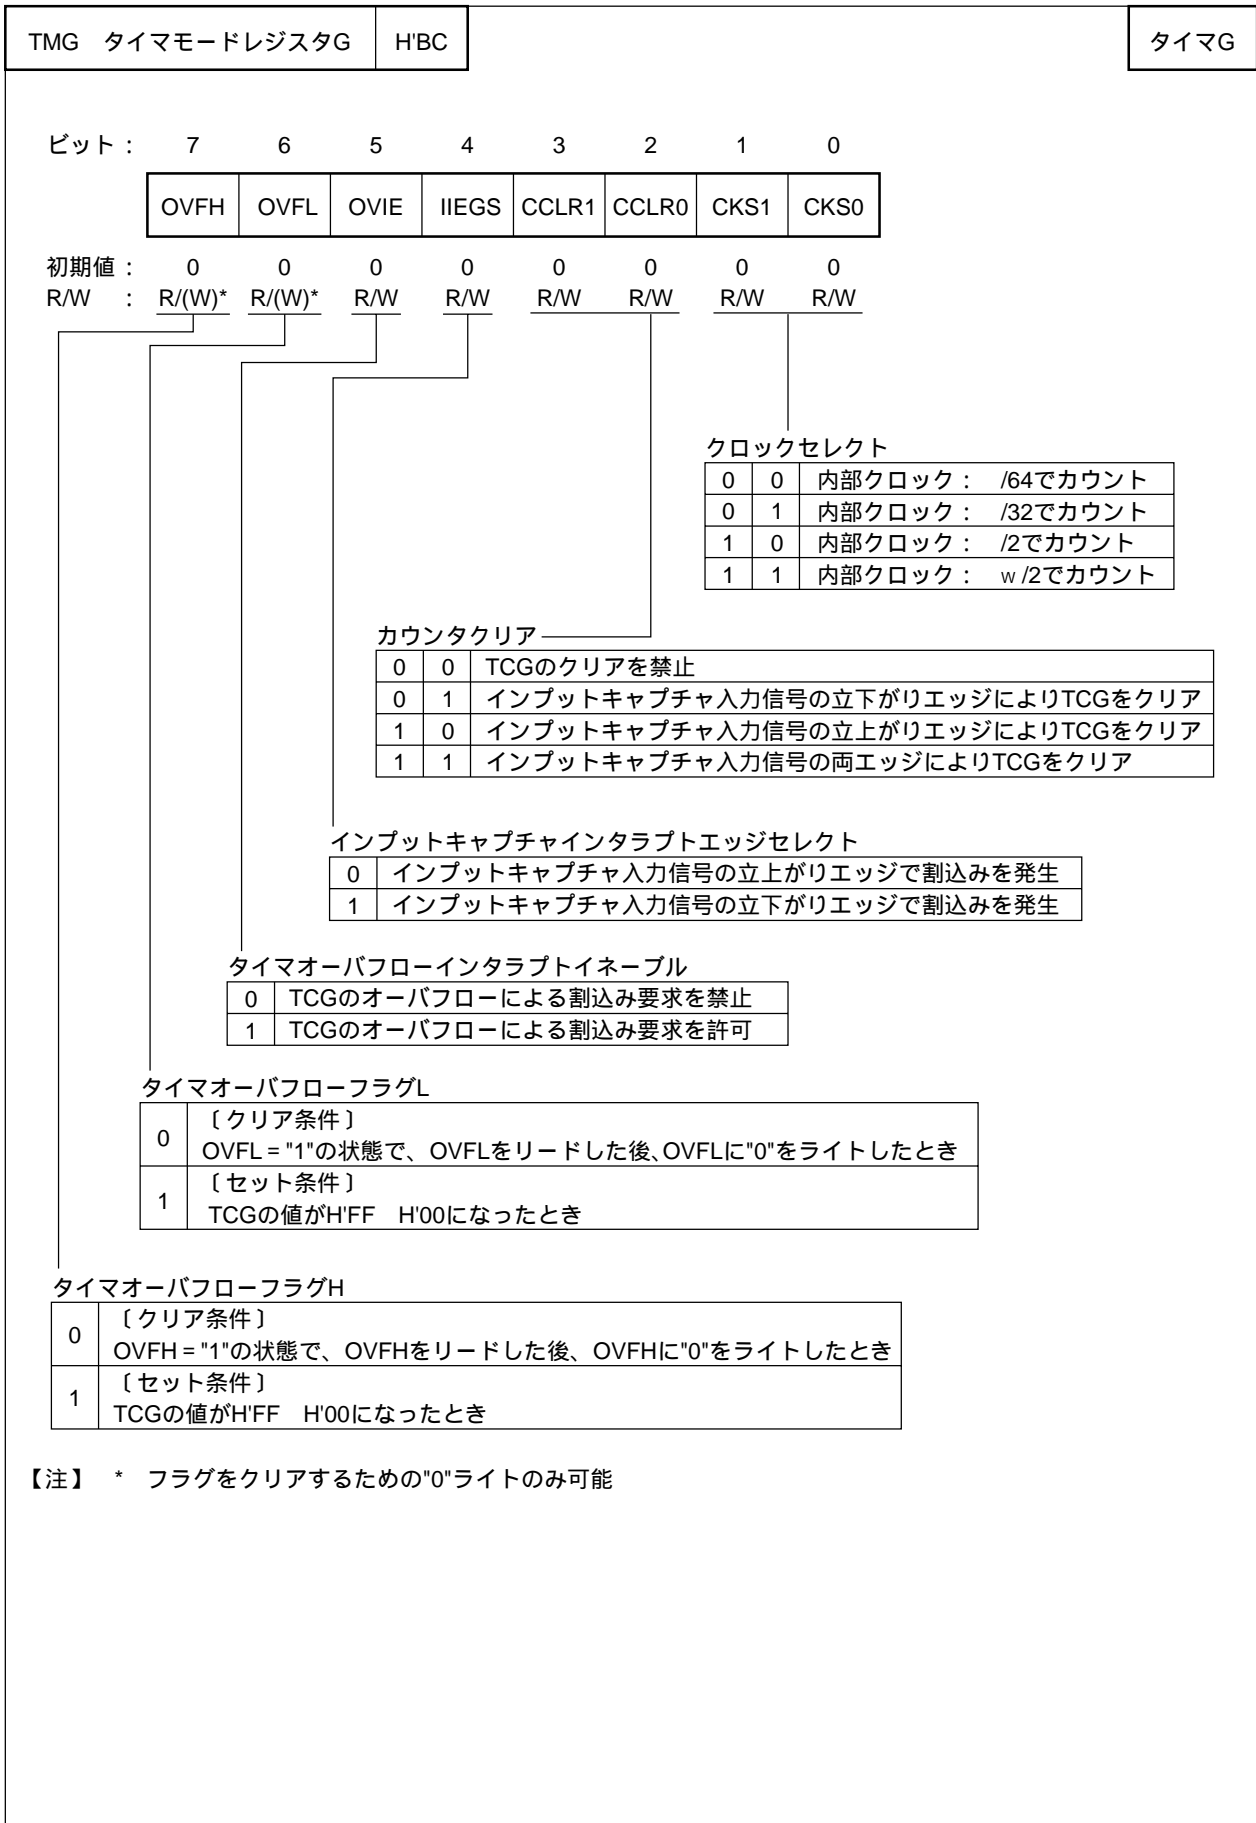 TMG タイマモードレジスタG H'BC タイマG
ビット： 7 6 5 4 3 2 1 0
OVFH OVFL OVIE IIEGS CCLR1 CCLR0 CKS1 CKS0
初期値： 0 0 0 0 0 0 0 0
R/W ： R/(W)* R/(W)* R/W R/W R/W R/W R/W R/W
クロックセレクト
0 0 内部クロック： /64でカウント
0 1 内部クロック： /32でカウント
1 0 内部クロック： /2でカウント
1 1 内部クロック： w /2でカウント
カウンタクリア
0 0 TCGのクリアを禁止
0 1 インプットキャプチャ入力信号の立下がりエッジによりTCGをクリア
1 0 インプットキャプチャ入力信号の立上がりエッジによりTCGをクリア
1 1 インプットキャプチャ入力信号の両エッジによりTCGをクリア
インプットキャプチャインタラプトエッジセレクト
0 インプットキャプチャ入力信号の立上がりエッジで割込みを発生
1 インプットキャプチャ入力信号の立下がりエッジで割込みを発生
タイマオーバフローインタラプトイネーブル
0 TCGのオーバフローによる割込み要求を禁止
1 TCGのオーバフローによる割込み要求を許可
タイマオーバフローフラグL
0 〔クリア条件〕
OVFL = "1"の状態で、OVFLをリードした後、OVFLに"0"をライトしたとき
1 〔セット条件〕
TCGの値がH'FF H'00になったとき
タイマオーバフローフラグH
0 〔クリア条件〕
OVFH = "1"の状態で、OVFHをリードした後、OVFHに"0"をライトしたとき
1 〔セット条件〕
TCGの値がH'FF H'00になったとき
【注】 * フラグをクリアするための"0"ライトのみ可能